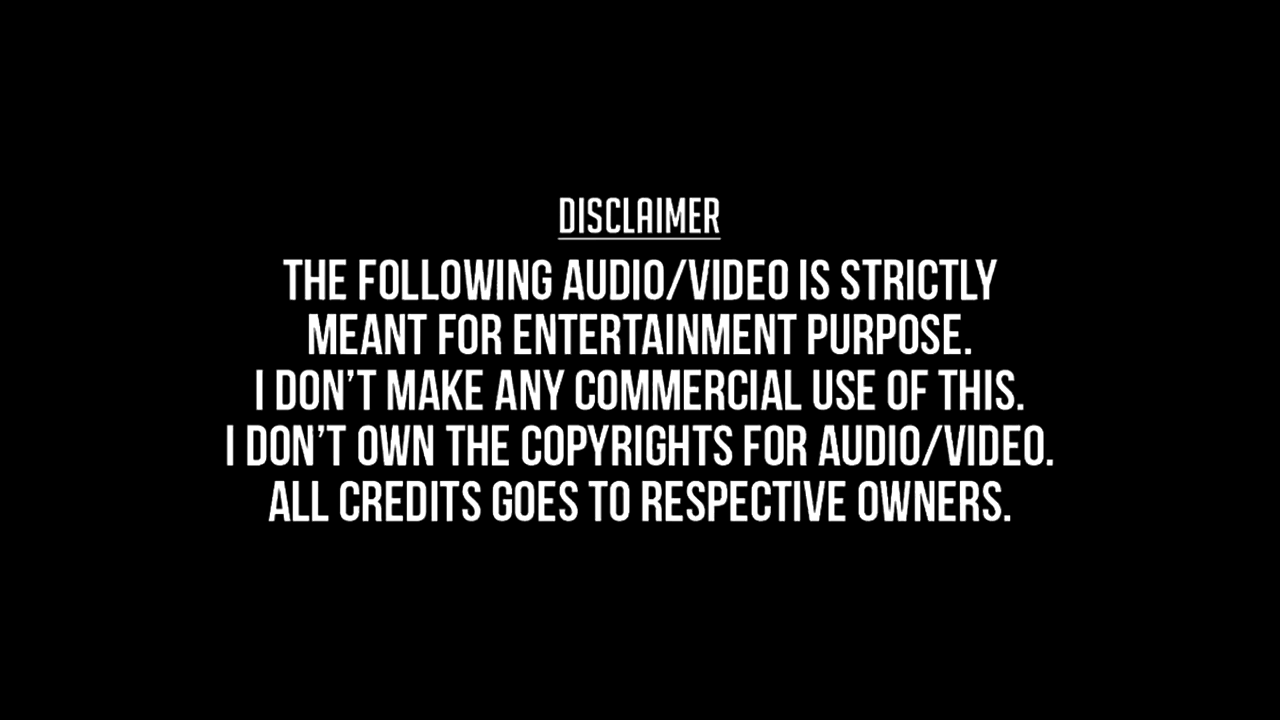 DISCLAIMER
THE FOLLOWING AUDIO/VIDEO IS STRICTLY
MEANT FOR ENTERTAINMENT PURPOSE.
I DON’T MAKE ANY COMMERCIAL USE OF THIS.
I DON’T OWN THE COPYRIGHTS FOR AUDIO/VIDEO.
ALL CREDITS GOES TO RESPECTIVE OWNERS.